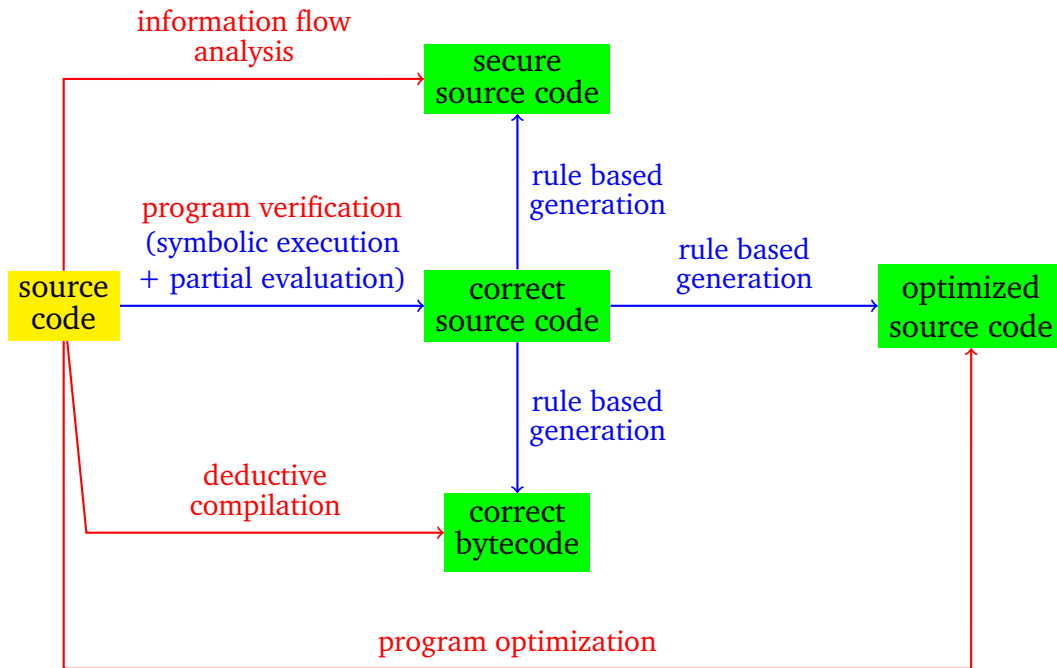 information flow
analysis
secure
source code
rule based
generation
program verification
(symbolic execution
+ partial evaluation)
rule based
generation
source
code
correct
source code
optimized
source code
rule based
generation
deductive
compilation
correct
bytecode
program optimization